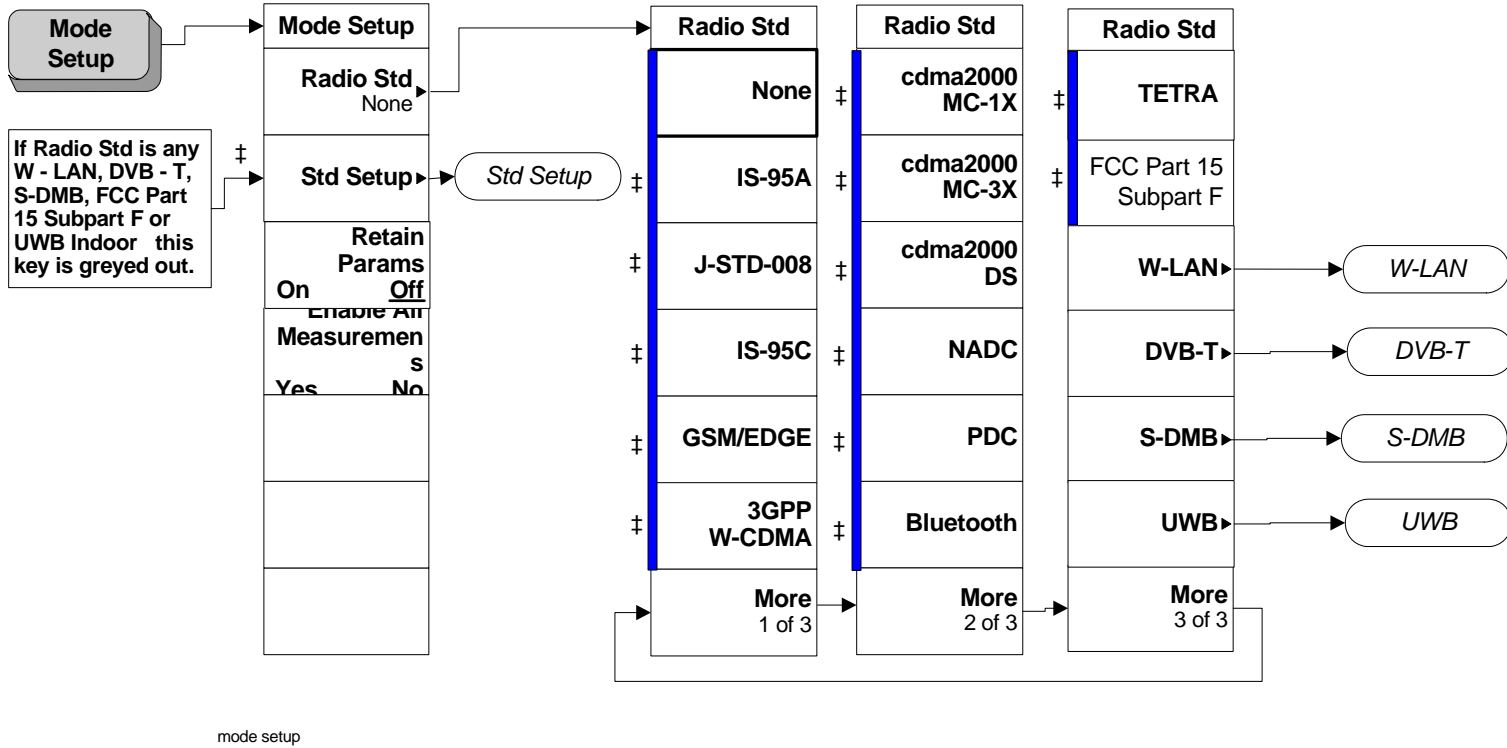 Mode
Setup
If Radio Std is any
W - LAN, DVB - T,
S-DMB, FCC Part
15 Subpart F or
UWB Indoor   this
key is greyed out.
Mode Setup
Radio Std
None
‡
Std Setup
Retain
Params
On Off
Enable All
Measuremen
s
Yes No
Std Setup
Radio Std
None
‡ IS-95A
‡ J-STD-008
‡ IS-95C
‡ GSM/EDGE
‡ 3GPP
W-CDMA
More
1 of 3
Radio Std
‡ cdma2000
MC-1X
‡ cdma2000
MC-3X
‡ cdma2000
DS
‡ NADC
‡ PDC
‡ Bluetooth
More
2 of 3
Radio Std
‡ TETRA
‡ FCC Part 15
Subpart F
W-LAN
DVB-T
S-DMB
UWB
More
3 of 3
W-LAN
DVB-T
S-DMB
UWB
mode setup